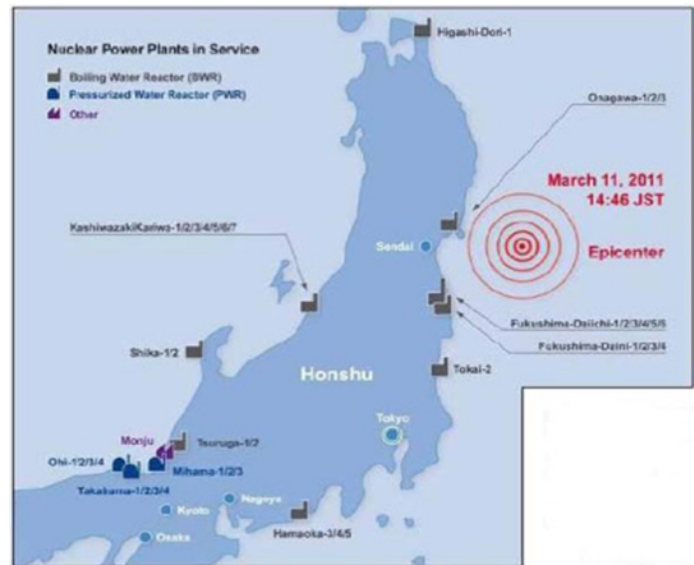 Nuclear Power Plants in Service
Boiling Water Reactor (BWR)
Pressurized Water Reactor (PWR)
Other
Higashi-Dori-1
Onagawa-1/2/3
March 11, 2011
14:46 JST
KashiwazakiKariwa-1/2/3/4/5/6/7
Sendai
Epicenter
Fukushima-Daiichi-1/2/3/4/5/6
Fukushima-Daini-1/2/3/4
Shika-1/2
Honshu
Tokai-2
Tokyo
Monju
Tsuruga-1/2
Ohi-1/2/3/4
Mihama-1/2/3
Takahama-1/2/3/4
Nagoya
Kyoto
Hamaoka-3/4/5
Osaka